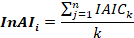 InAI_i = \frac{\sum_{j=1}^{n} IAIC_k}{k}